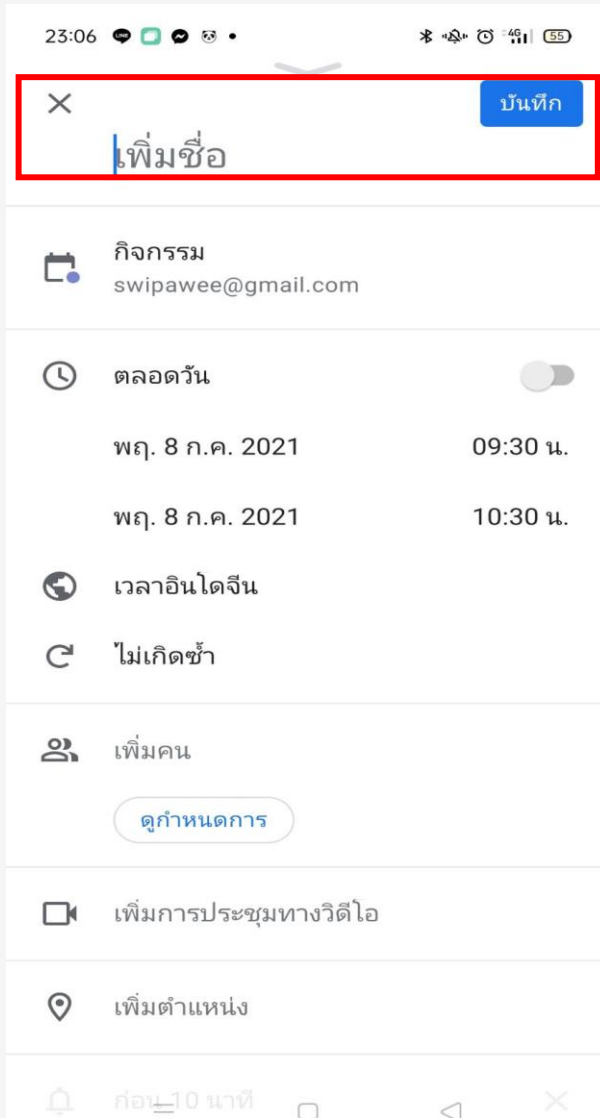 23:06
4G 55
บันทึก
เพิ่มชื่อ
กิจกรรม
swipawee@gmail.com
ตลอดวัน
พฤ. 8 ก.ค. 2021 09:30 น.
พฤ. 8 ก.ค. 2021 10:30 น.
เวลาอินโดจีน
ไม่เกิดซ้ำ
เพิ่มคน
ดูกำหนดการ
เพิ่มการประชุมทางวิดีโอ
เพิ่มตำแหน่ง
ก่อน 10 นาที